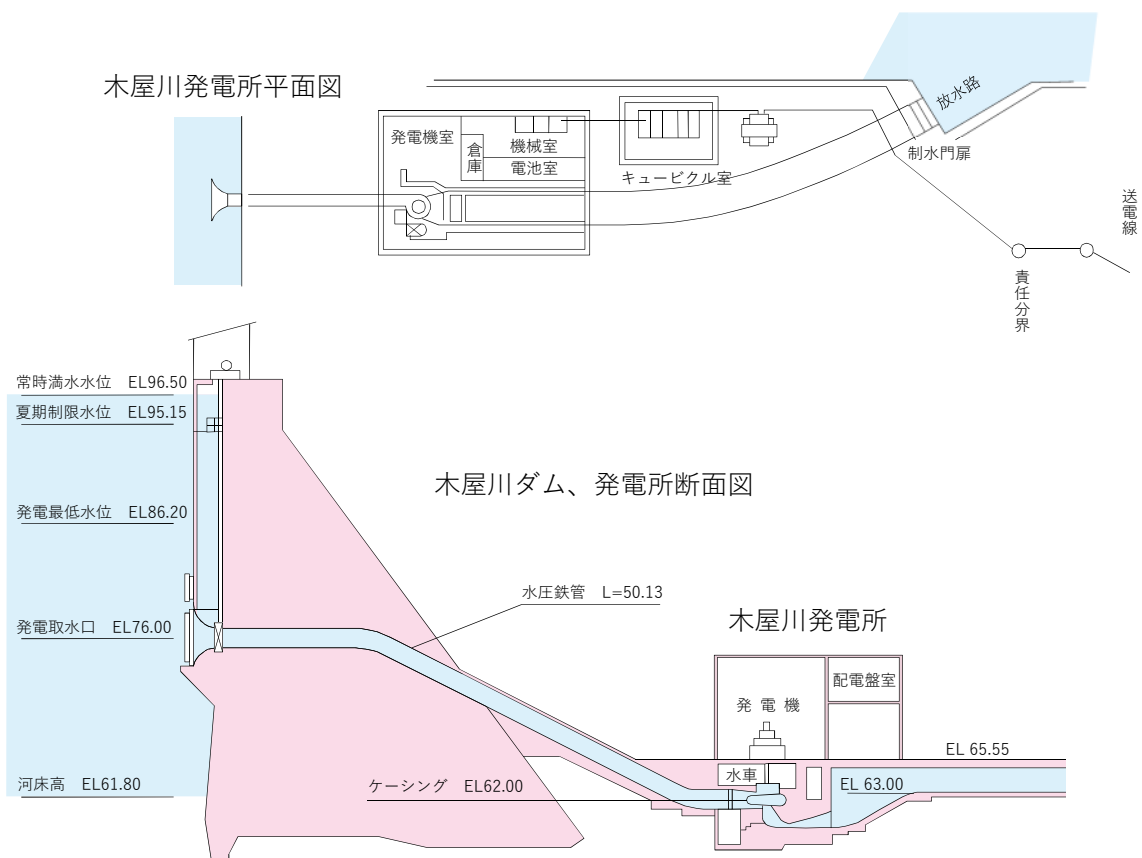 木屋川発電所平面図
放水路
発電機室
倉庫
機械室
電池室
キュービクル室
制水門扉
送電線
責任分界
常時満水水位 EL96.50
夏期制限水位 EL95.15
木屋川ダム、発電所断面図
発電最低水位 EL86.20
水圧鉄管 L=50.13
発電取水口 EL76.00
木屋川発電所
配電盤室
発電機
EL 65.55
水車
河床高 EL61.80
ケーシング EL62.00
EL 63.00